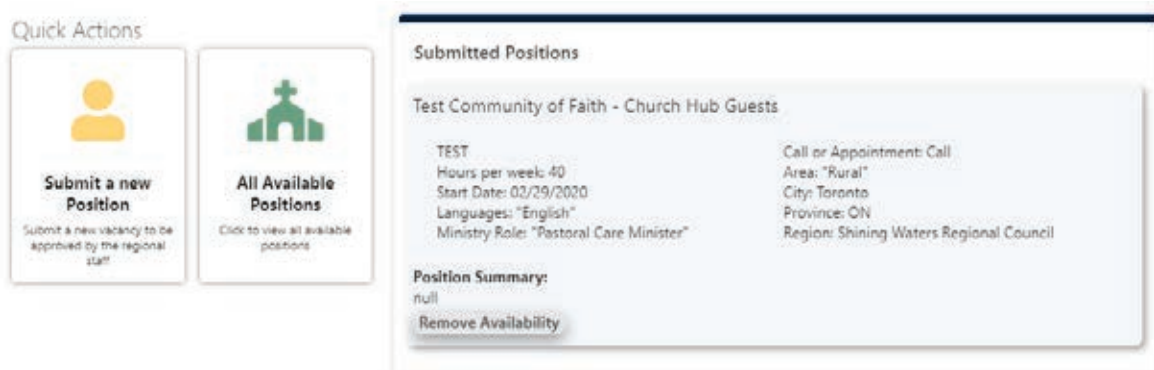 Quick Actions
Submit a new
Position
Submit a new vacancy to be
approved by the regional
staff
All Available
Positions
Click to view all available
positions
Submitted Positions
Test Community of Faith - Church Hub Guests
TEST
Hours per week: 40
Start Date: 02/29/2020
Languages: "English"
Ministry Role: "Pastoral Care Minister"
Call or Appointment: Call
Area: "Rural"
City: Toronto
Province: ON
Region: Shining Waters Regional Council
Position Summary:
null
Remove Availability